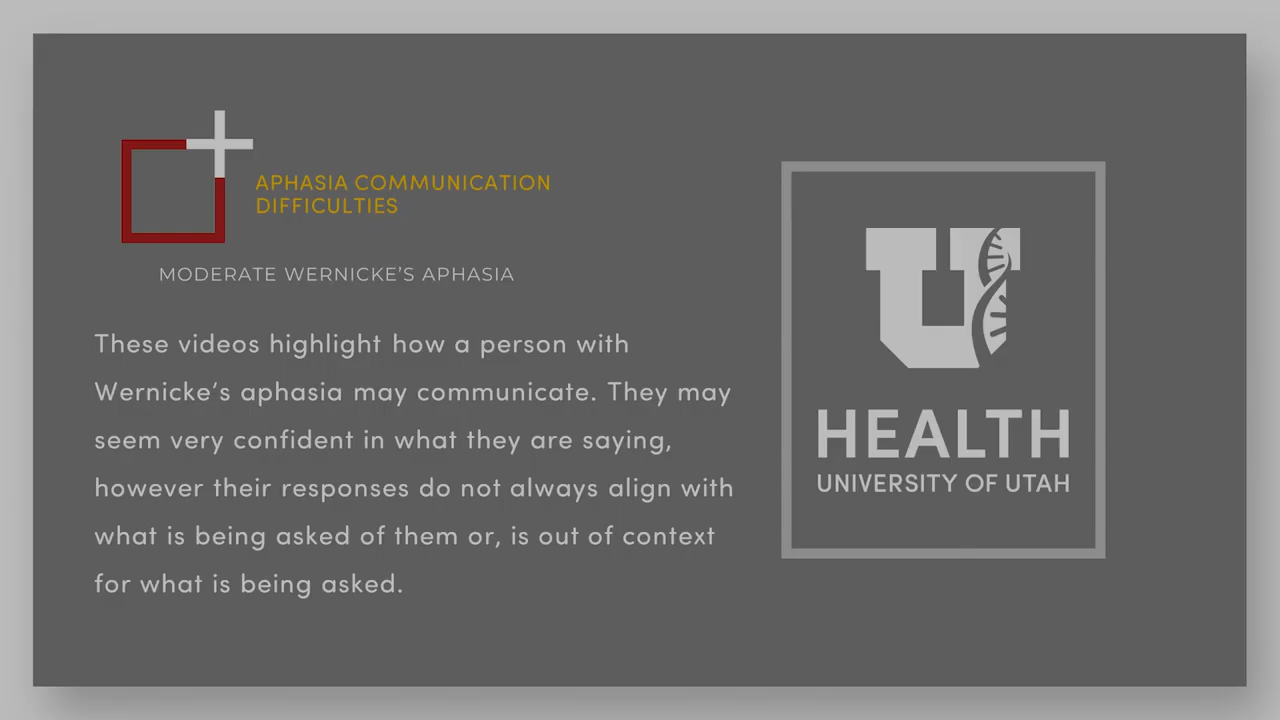 APHASIA COMMUNICATION
DIFFICULTIES
MODERATE WERNICKE’S APHASIA
These videos highlight how a person with
Wernicke’s aphasia may communicate. They may
seem very confident in what they are saying,
however their responses do not always align with
what is being asked of them or, is out of context
for what is being asked.
U
HEALTH
UNIVERSITY OF UTAH